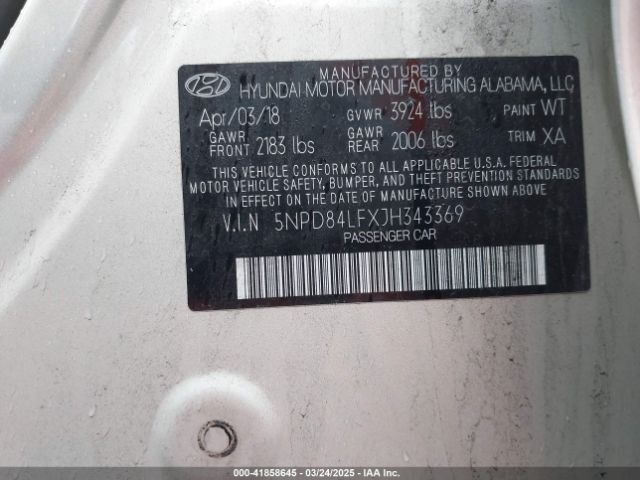 MANUFACTURED BY
HYUNDAI MOTOR MANUFACTURING ALABAMA, LLC
Apr/03/18 GVWR 3924 lbs PAINT WT
GAWR FRONT 2183 lbs GAWR REAR 2006 lbs TRIM XA
THIS VEHICLE CONFORMS TO ALL APPLICABLE U.S.A. FEDERAL
MOTOR VEHICLE SAFETY, BUMPER, AND THEFT PREVENTION STANDARDS
IN EFFECT ON THE DATE OF MANUFACTURE SHOWN ABOVE.
V.I.N 5NPD84LFXJH343369
PASSENGER CAR
000-41858645 - 03/24/2025 - IAA Inc.